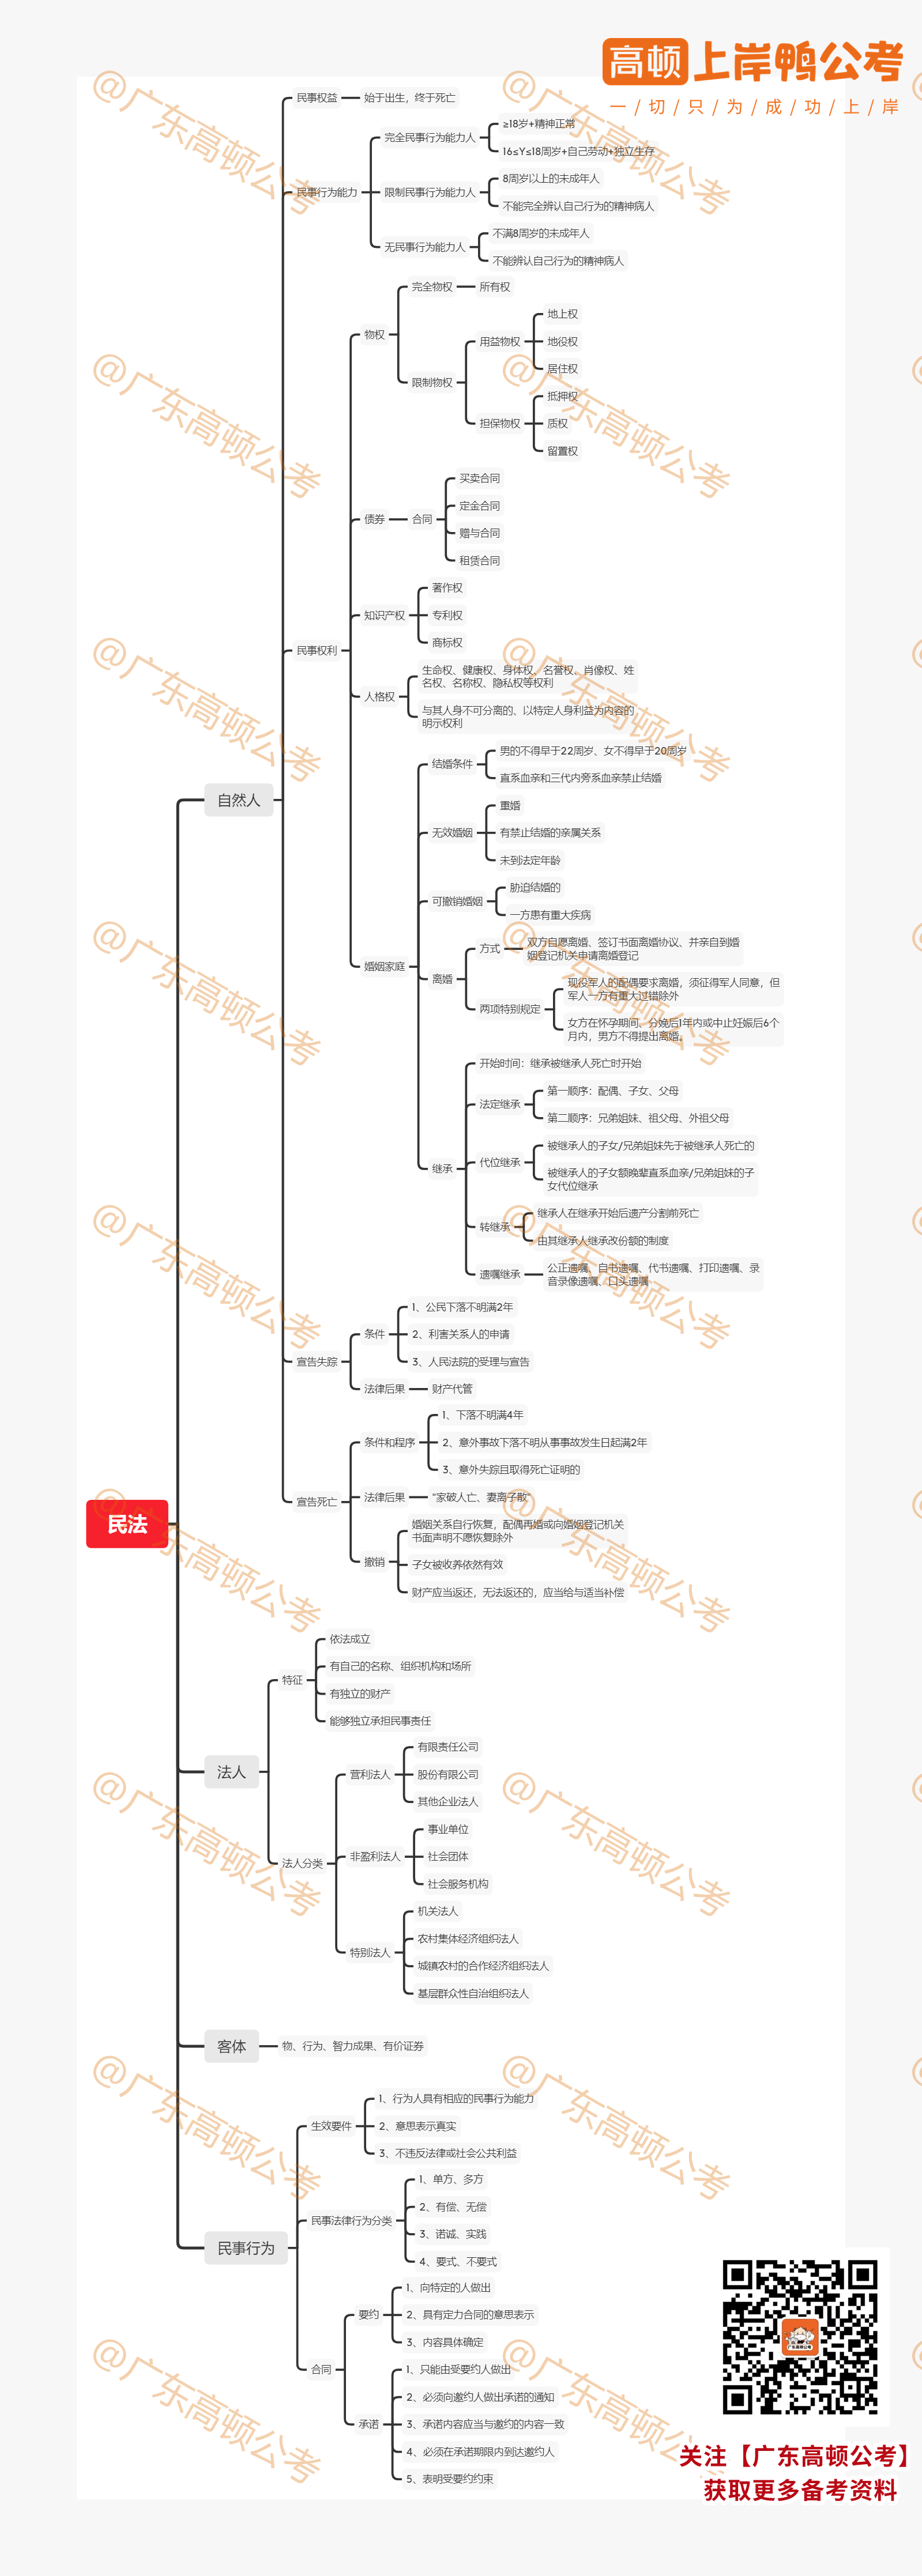 高顿上岸鸭公考
一/切只/为/成功/上/岸
民法
自然人
民事权益
始于出生，终于死亡
民事行为能力
完全民事行为能力人
≥18岁+精神正常
16≤Y≤18周岁+自己劳动+独立生存
限制民事行为能力人
8周岁以上的未成年人
不能完全辨认自己行为的精神病人
无民事行为能力人
不满8周岁的未成年人
不能辨认自己行为的精神病人
民事权利
物权
完全物权
所有权
限制物权
用益物权
地上权
地役权
居住权
担保物权
抵押权
质权
留置权
债券
合同
买卖合同
定金合同
赠与合同
租赁合同
知识产权
著作权
专利权
商标权
人格权
生命权、健康权、身体权、名誉权、肖像权、姓
名权、名称权、隐私权等权利
与其人身不可分离的、以特定人身利益为内容的
明示权利
婚姻家庭
结婚条件
男的不得早于22周岁、女不得早于20周岁
直系血亲和三代内旁系血亲禁止结婚
无效婚姻
重婚
有禁止结婚的亲属关系
未到法定年龄
可撤销婚姻
胁迫结婚的
一方患有重大疾病
离婚
方式
双方自愿离婚、签订书面离婚协议、并亲自到婚
姻登记机关申请离婚登记
两项特别规定
现役军人的配偶要求离婚，须征得军人同意，但
军人一方有重大过错除外
女方在怀孕期间、分娩后1年内或中止妊娠后6个
月内，男方不得提出离婚。
继承
开始时间：继承被继承人死亡时开始
法定继承
第一顺序：配偶、子女、父母
第二顺序：兄弟姐妹、祖父母、外祖父母
代位继承
被继承人的子女/兄弟姐妹先于被继承人死亡的
被继承人的子女额晚辈直系血亲/兄弟姐妹的子
女代位继承
转继承
继承人在继承开始后遗产分割前死亡
由其继承人继承改份额的制度
遗嘱继承
公正遗嘱、自书遗嘱、代书遗嘱、打印遗嘱、录
音录像遗嘱、口头遗嘱
宣告失踪
条件
1、公民下落不明满2年
2、利害关系人的申请
3、人民法院的受理与宣告
法律后果
财产代管
宣告死亡
条件和程序
1、下落不明满4年
2、意外事故下落不明从事事故发生日起满2年
3、意外失踪且取得死亡证明的
法律后果
“家破人亡、妻离子散”
撤销
婚姻关系自行恢复，配偶再婚或向婚姻登记机关
书面声明不愿恢复除外
子女被收养依然有效
财产应当返还，无法返还的，应当给与适当补偿
法人
特征
依法成立
有自己的名称、组织机构和场所
有独立的财产
能够独立承担民事责任
法人分类
营利法人
有限责任公司
股份有限公司
其他企业法人
非盈利法人
事业单位
社会团体
社会服务机构
特别法人
机关法人
农村集体经济组织法人
城镇农村的合作经济组织法人
基层群众性自治组织法人
客体
物、行为、智力成果、有价证券
民事行为
生效要件
1、行为人具有相应的民事行为能力
2、意思表示真实
3、不违反法律或社会公共利益
民事法律行为分类
1、单方、多方
2、有偿、无偿
3、诺诚、实践
4、要式、不要式
合同
要约
1、向特定的人做出
2、具有定力合同的意思表示
3、内容具体确定
承诺
1、只能由受要约人做出
2、必须向邀约人做出承诺的通知
3、承诺内容应当与邀约的内容一致
4、必须在承诺期限内到达邀约人
5、表明受要约约束
关注【广东高顿公考】
获取更多备考资料
@广东高顿公考